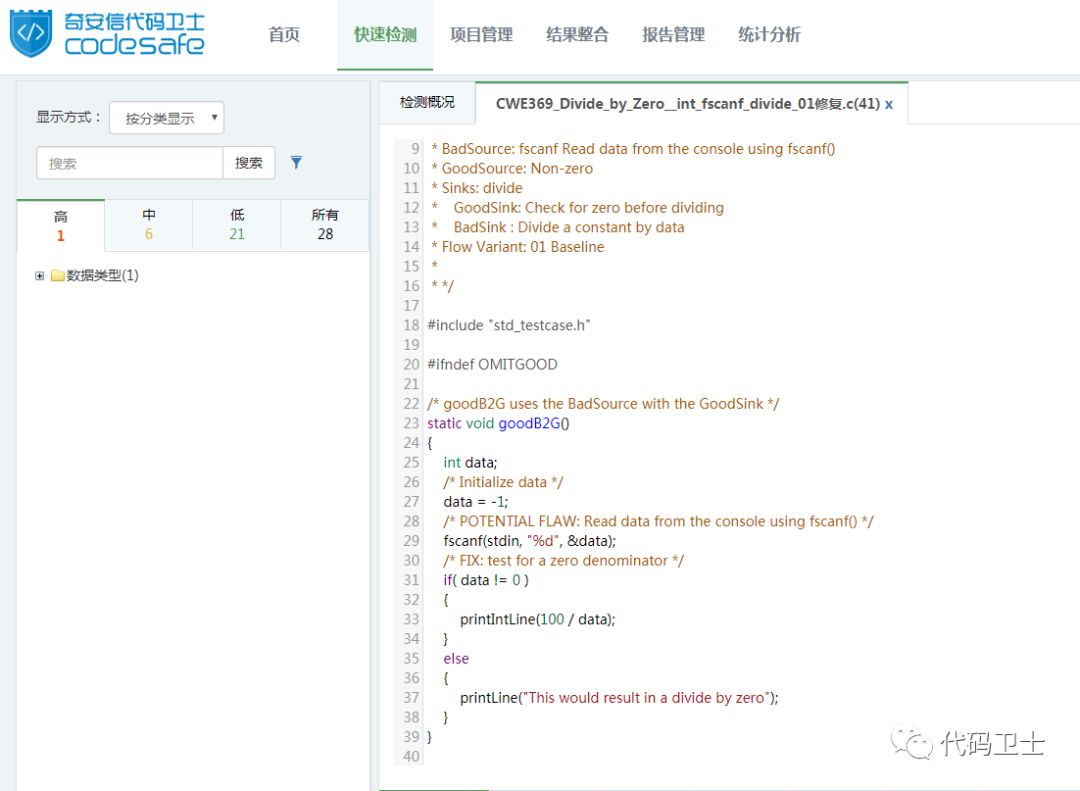 奇安信代码卫士
codesafe
首页 快速检测 项目管理 结果整合 报告管理 统计分析
显示方式： 按分类显示
搜索 搜索
高 中 低 所有
1 6 21 28
数据类型(1)
检测概况 CWE369_Divide_by_Zero__int_fscanf_divide_01修复.c(41) x
9 * BadSource: fscanf Read data from the console using fscanf()
10 * GoodSource: Non-zero
11 * Sinks: divide
12 *    GoodSink: Check for zero before dividing
13 *    BadSink : Divide a constant by data
14 * Flow Variant: 01 Baseline
15 *
16 * */
17
18 #include "std_testcase.h"
19
20 #ifndef OMITGOOD
21
22 /* goodB2G uses the BadSource with the GoodSink */
23 static void goodB2G()
24 {
25     int data;
26     /* Initialize data */
27     data = -1;
28     /* POTENTIAL FLAW: Read data from the console using fscanf() */
29     fscanf(stdin, "%d", &data);
30     /* FIX: test for a zero denominator */
31     if( data != 0 )
32     {
33         printIntLine(100 / data);
34     }
35     else
36     {
37         printLine("This would result in a divide by zero");
38     }
39 }
40
代码卫士